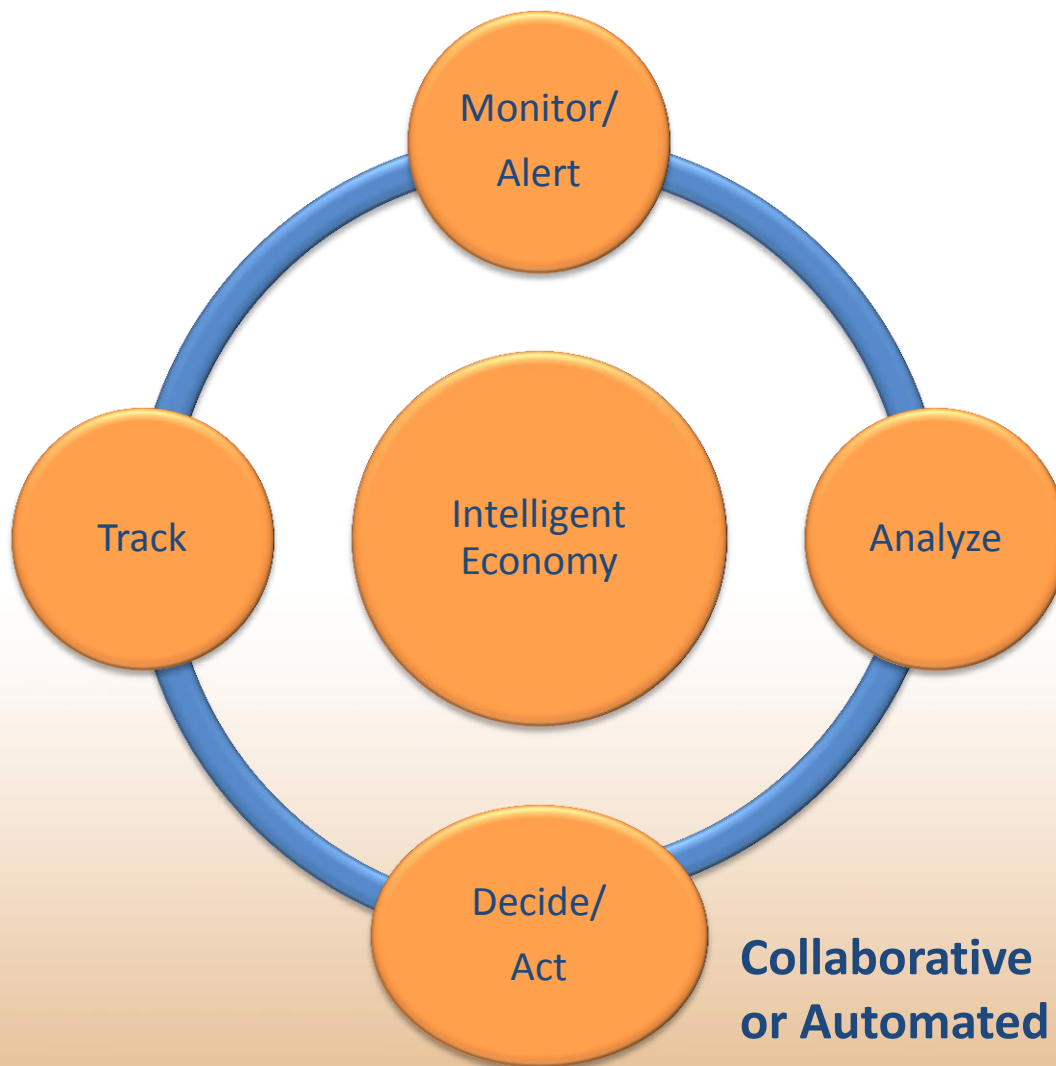 Monitor/
Alert
Track
Intelligent
Economy
Analyze
Decide/
Act
Collaborative
or Automated